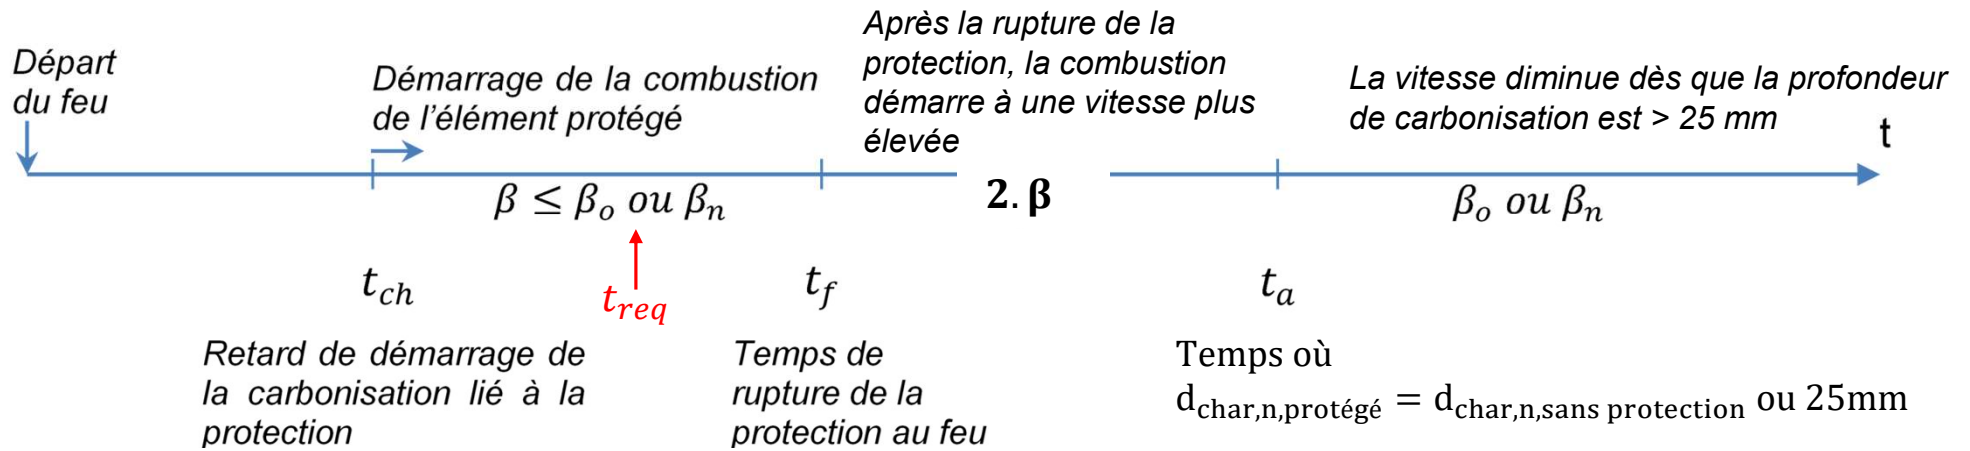 Départ
du feu
Démarrage de la combustion
de l'élément protégé
Après la rupture de la
protection, la combustion
démarre à une vitesse plus
élevée
La vitesse diminue dès que la profondeur
de carbonisation est > 25 mm
t
β ≤ βo ou βn
2. β
βo ou βn
tch
treq
tf
ta
Retard de démarrage de
la carbonisation lié à la
protection
Temps de
rupture de la
protection au feu
Temps où
dchar,n,protégé = dchar,n,sans protection ou 25mm